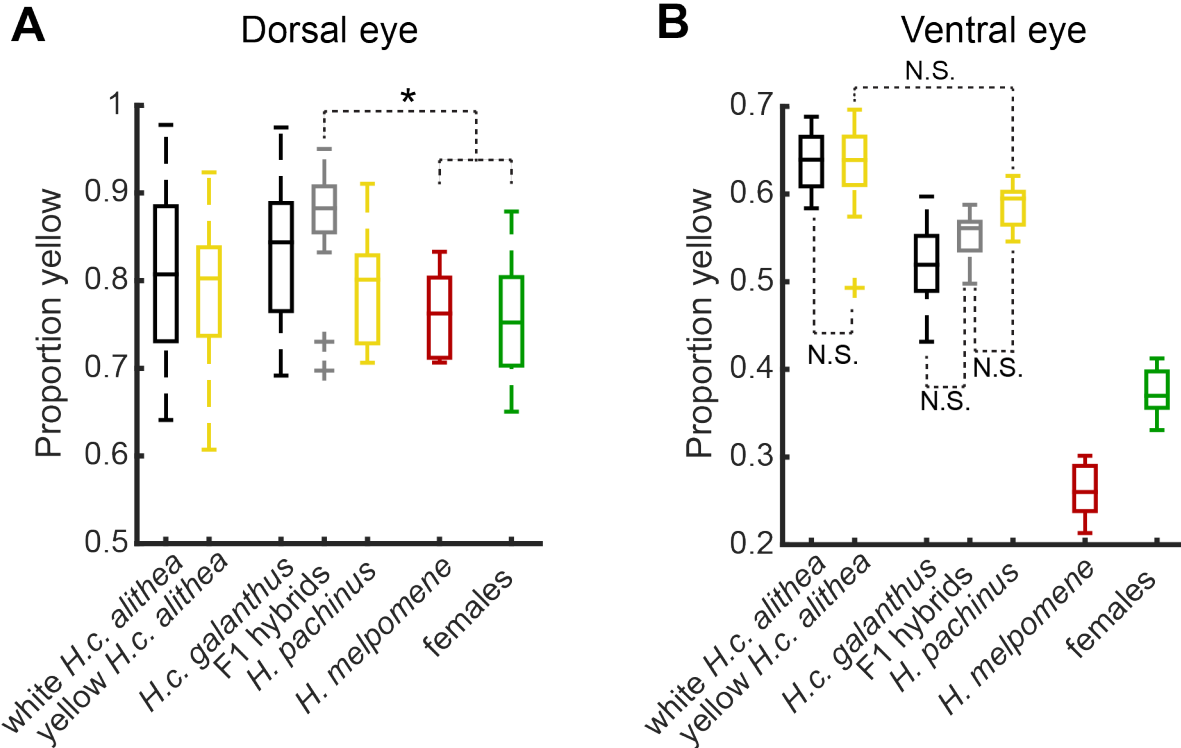 A
Dorsal eye
Proportion yellow
1
0.9
0.8
0.7
0.6
0.5
*
white H.c. alithea
yellow H.c. alithea
H.c. galanthus
F1 hybrids
H. pachinus
H. melpomene
females
B
Ventral eye
Proportion yellow
0.7
0.6
0.5
0.4
0.3
0.2
N.S.
N.S.
N.S.
N.S.
white H.c. alithea
yellow H.c. alithea
H.c. galanthus
F1 hybrids
H. pachinus
H. melpomene
females